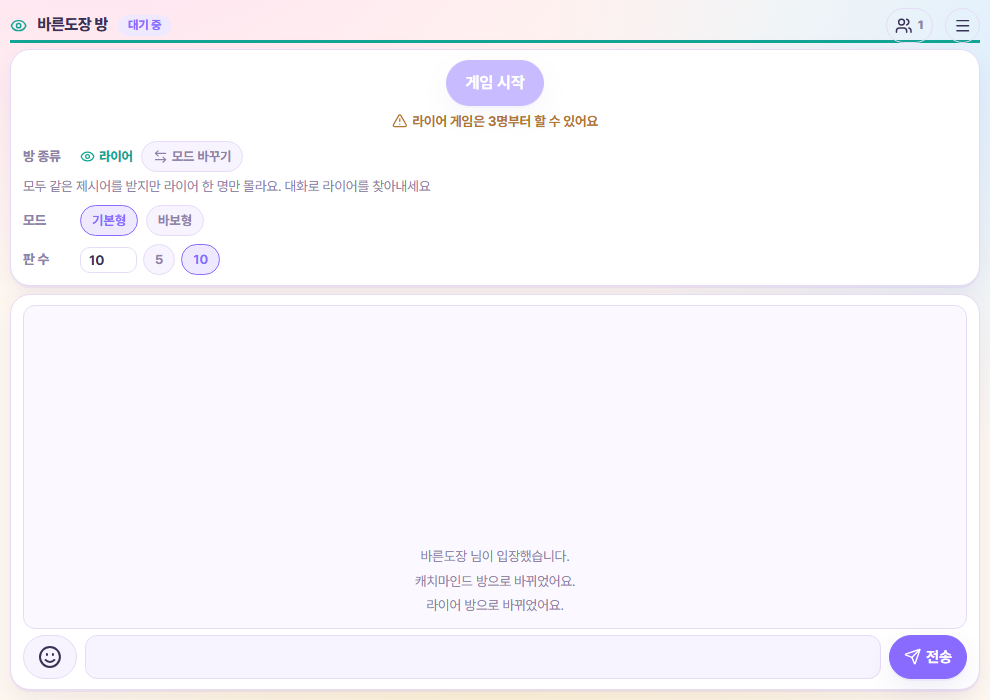 바른도장 방 대기 중 1
게임 시작
라이어 게임은 3명부터 할 수 있어요
방 종류 라이어 모드 바꾸기
모두 같은 제시어를 받지만 라이어 한 명만 몰라요. 대화로 라이어를 찾아내세요
모드 기본형 바보형
판 수 10 5 10
바른도장 님이 입장했습니다.
캐치마인드 방으로 바뀌었어요.
라이어 방으로 바뀌었어요.
전송